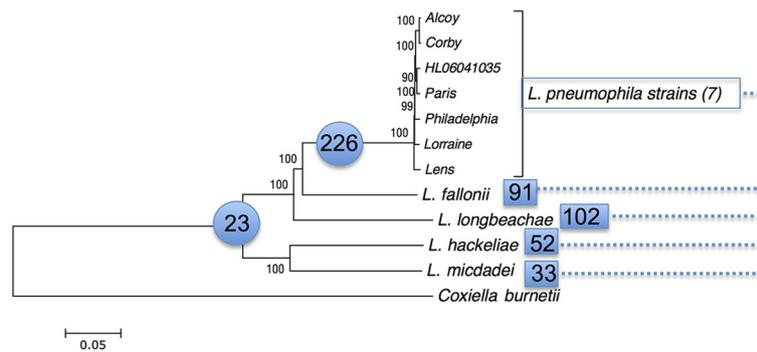 100 Alcoy
100 Corby
HL06041035
90
100 Paris
99
Philadelphia
100
Lorraine
Lens
L. pneumophila strains (7)
226
100
100
L. fallonii 91
L. longbeachae 102
23
L. hackeliae 52
100
L. micdadei 33
Coxiella burnetii
0.05